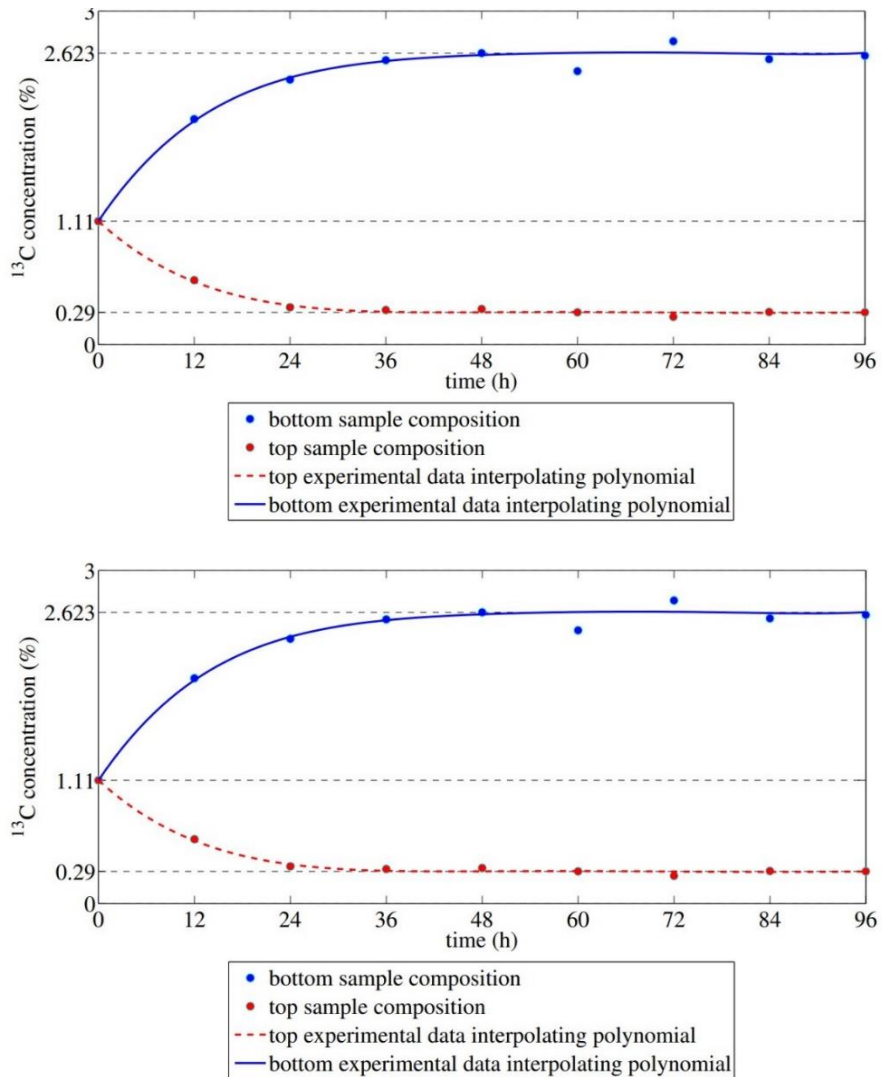 3
2.623
1.11
0.29
0
¹³C concentration (%)
0 12 24 36 48 60 72 84 96
time (h)
bottom sample composition
top sample composition
top experimental data interpolating polynomial
bottom experimental data interpolating polynomial
3
2.623
1.11
0.29
0
¹³C concentration (%)
0 12 24 36 48 60 72 84 96
time (h)
bottom sample composition
top sample composition
top experimental data interpolating polynomial
bottom experimental data interpolating polynomial